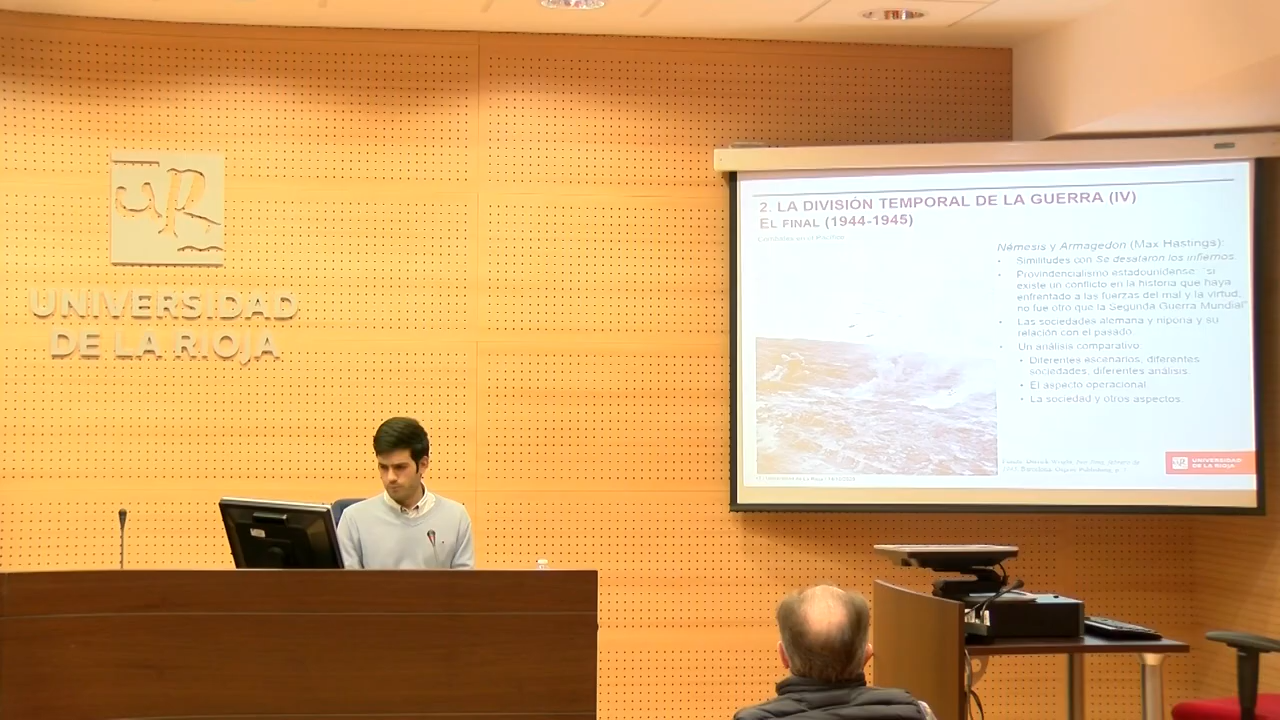 UNIVERSIDAD
DE LA RIOJA
2. LA DIVISIÓN TEMPORAL DE LA GUERRA (IV)
EL FINAL (1944-1945)
Némesis y Armagedón (Max Hastings):
• Similitudes con Se desataron los infiernos.
• Providencialismo estadounidense: "si
existe un conflicto en la historia que haya
enfrentado a las fuerzas del mal y la virtud,
no fue otro que la Segunda Guerra Mundial"
• Las sociedades alemana y nipona y su
relación con el pasado.
• Un análisis comparativo.
• Diferentes escenarios, diferentes
sociedades, diferentes análisis.
• El aspecto operacional.
• La sociedad y otros aspectos.
UNIVERSIDAD
DE LA RIOJA